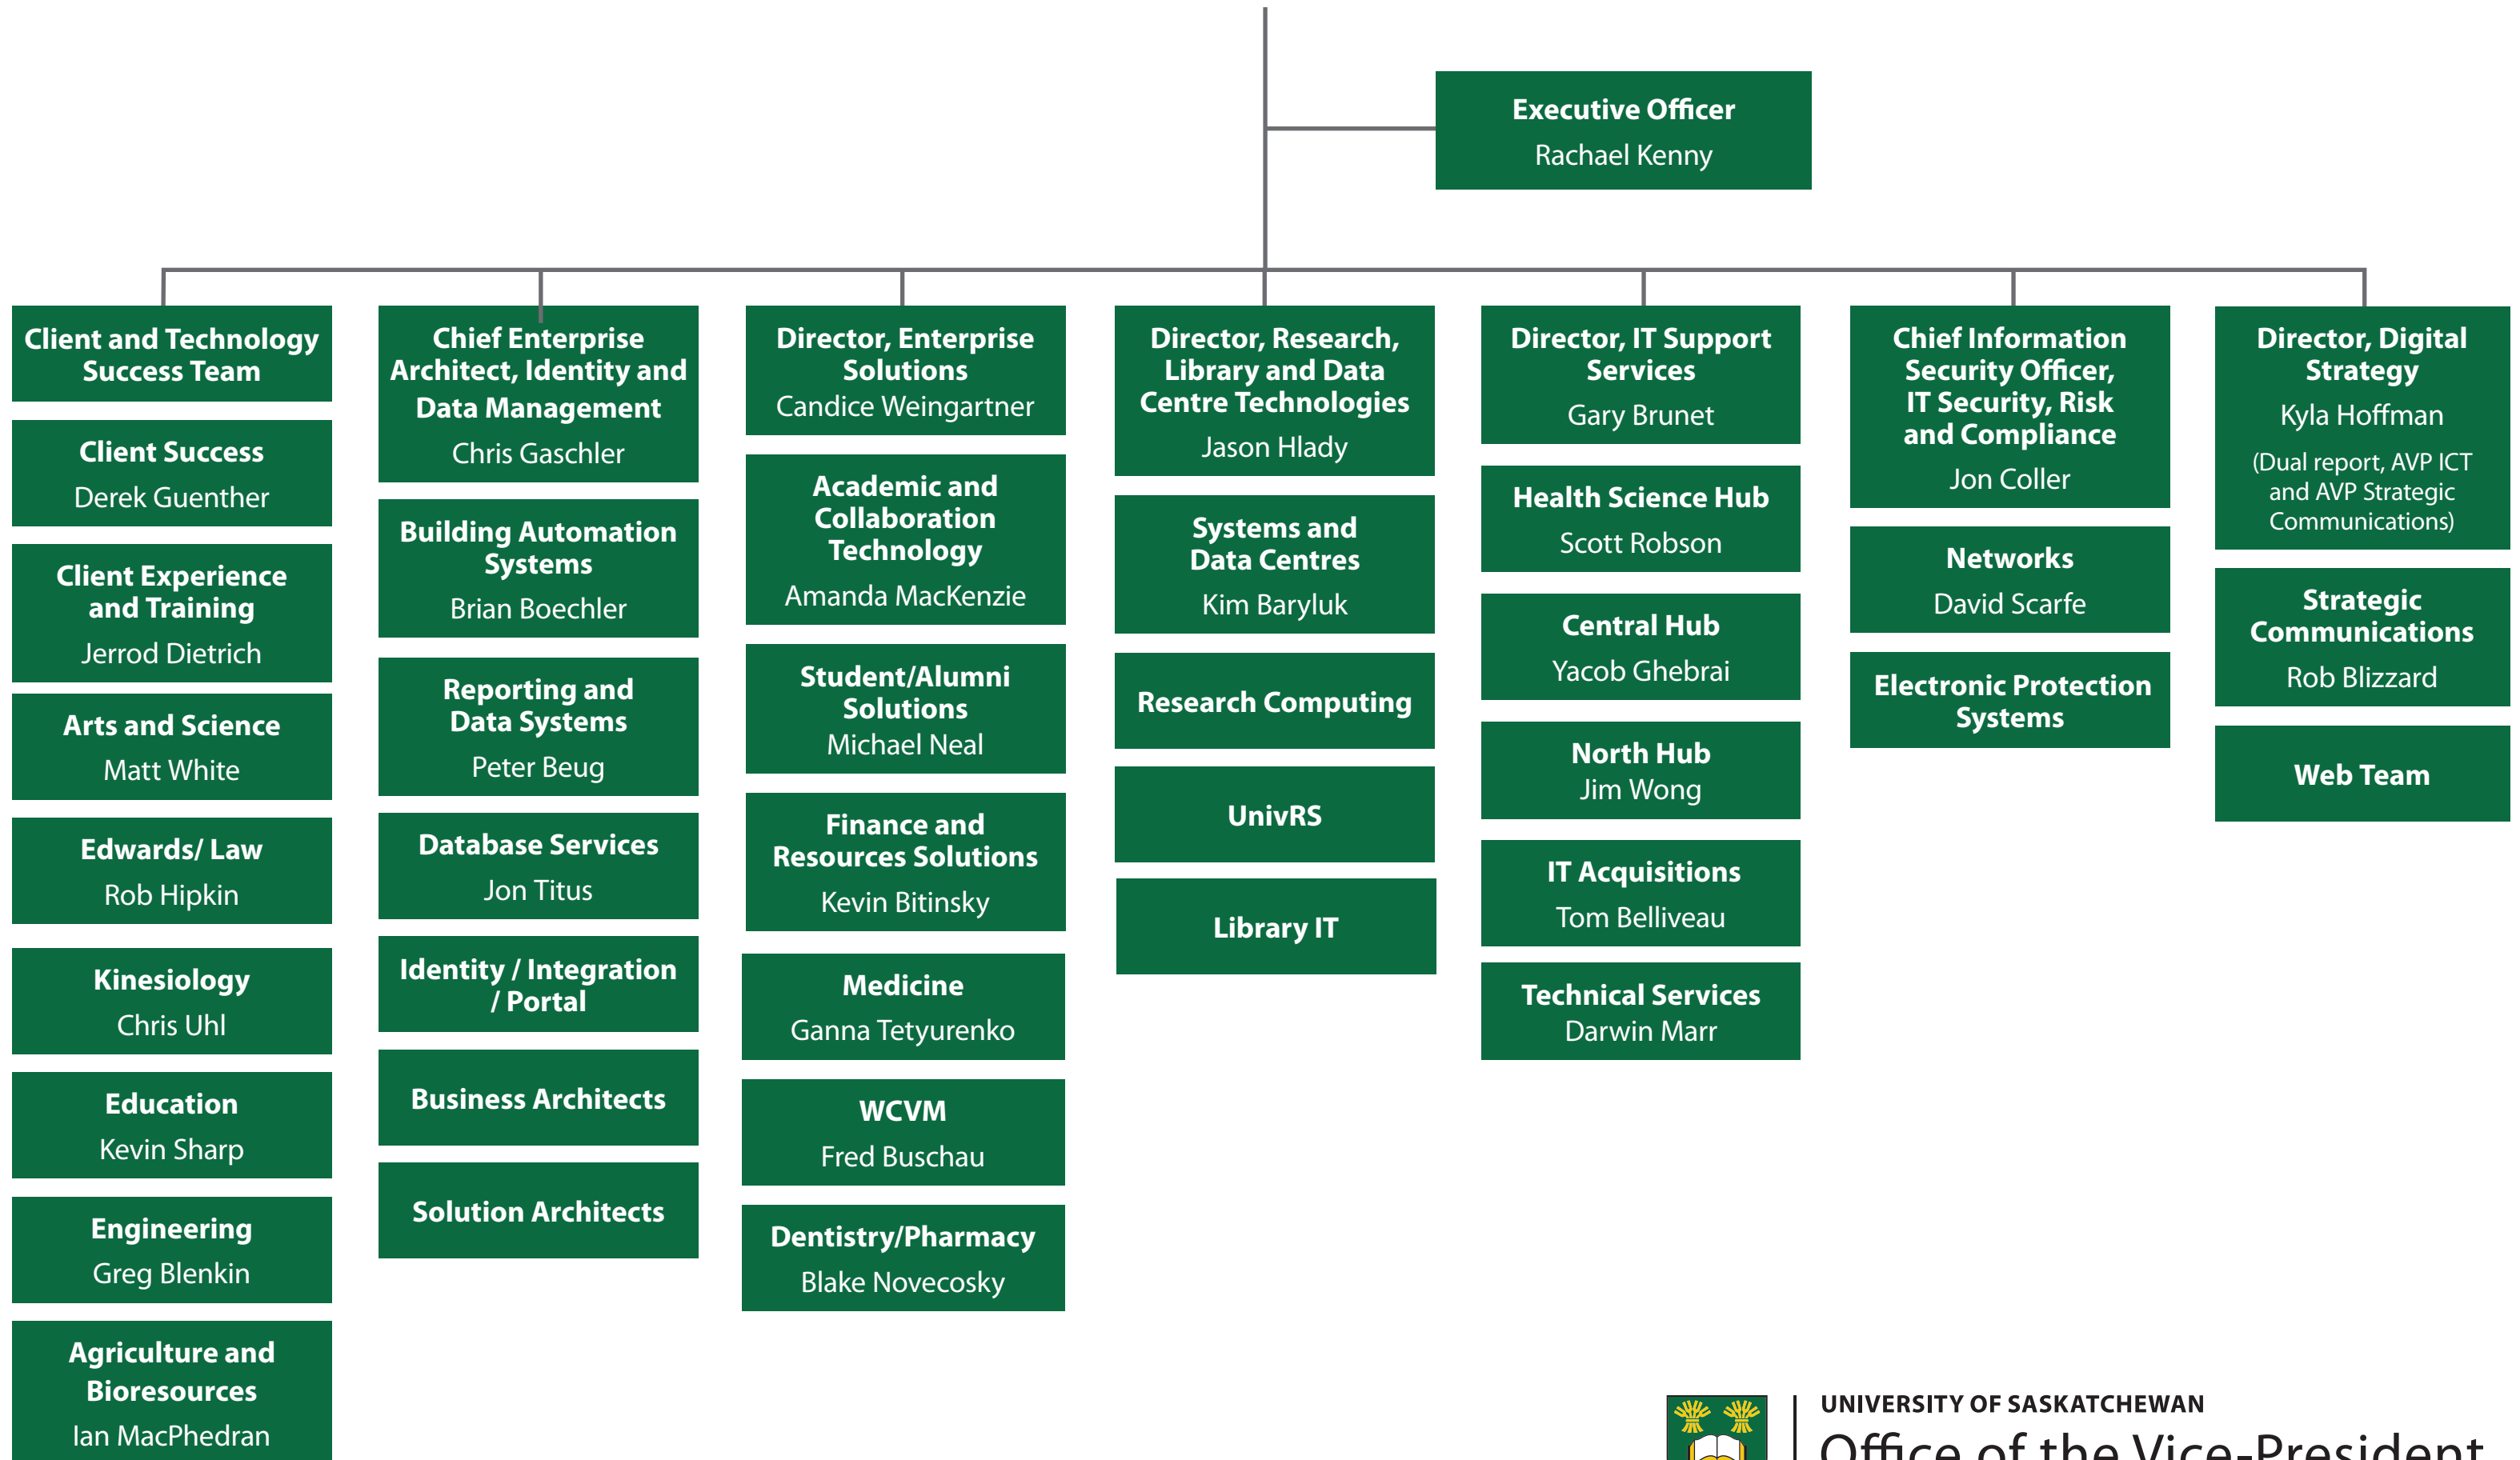 Executive Officer
Rachael Kenny
Client and Technology
Success Team
Client Success
Derek Guenther
Client Experience
and Training
Jerrod Dietrich
Arts and Science
Matt White
Edwards/ Law
Rob Hipkin
Kinesiology
Chris Uhl
Education
Kevin Sharp
Engineering
Greg Blenkin
Agriculture and
Bioresources
Ian MacPhedran
Chief Enterprise
Architect, Identity and
Data Management
Chris Gaschler
Building Automation
Systems
Brian Boechler
Reporting and
Data Systems
Peter Beug
Database Services
Jon Titus
Identity / Integration
/ Portal
Business Architects
Solution Architects
Director, Enterprise
Solutions
Candice Weingartner
Academic and
Collaboration
Technology
Amanda MacKenzie
Student/Alumni
Solutions
Michael Neal
Finance and
Resources Solutions
Kevin Bitinsky
Medicine
Ganna Tetyurenko
WCVM
Fred Buschau
Dentistry/Pharmacy
Blake Novecosky
Director, Research,
Library and Data
Centre Technologies
Jason Hlady
Systems and
Data Centres
Kim Baryluk
Research Computing
UnivRS
Library IT
Director, IT Support
Services
Gary Brunet
Health Science Hub
Scott Robson
Central Hub
Yacob Ghebrai
North Hub
Jim Wong
IT Acquisitions
Tom Belliveau
Technical Services
Darwin Marr
Chief Information
Security Officer,
IT Security, Risk
and Compliance
Jon Coller
Networks
David Scarfe
Electronic Protection
Systems
Director, Digital
Strategy
Kyla Hoffman
(Dual report, AVP ICT
and AVP Strategic
Communications)
Strategic
Communications
Rob Blizzard
Web Team
UNIVERSITY OF SASKATCHEWAN
Office of the Vice-President